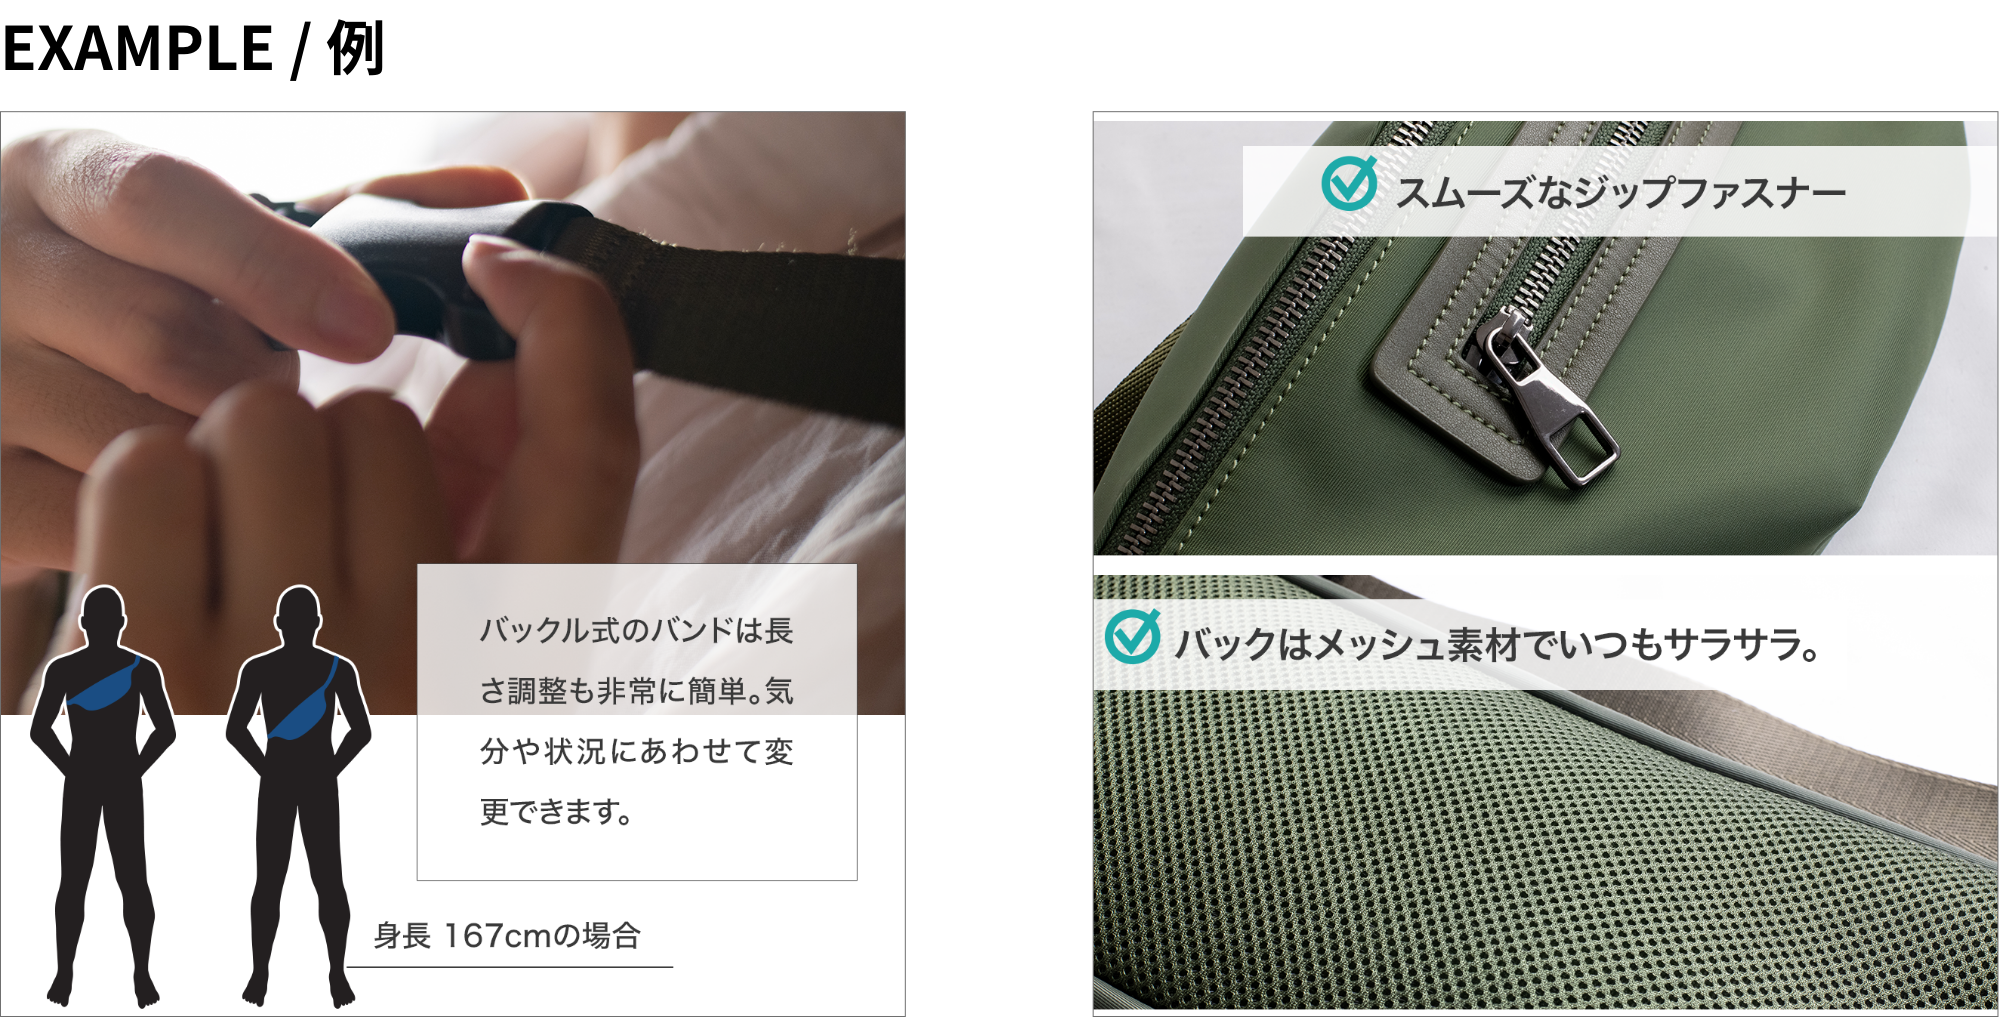 EXAMPLE / 例
バックル式のバンドは長
さ調整も非常に簡単。気
分や状況にあわせて変
更できます。
身長 167cmの場合
スムーズなジップファスナー
バックはメッシュ素材でいつもサラサラ。